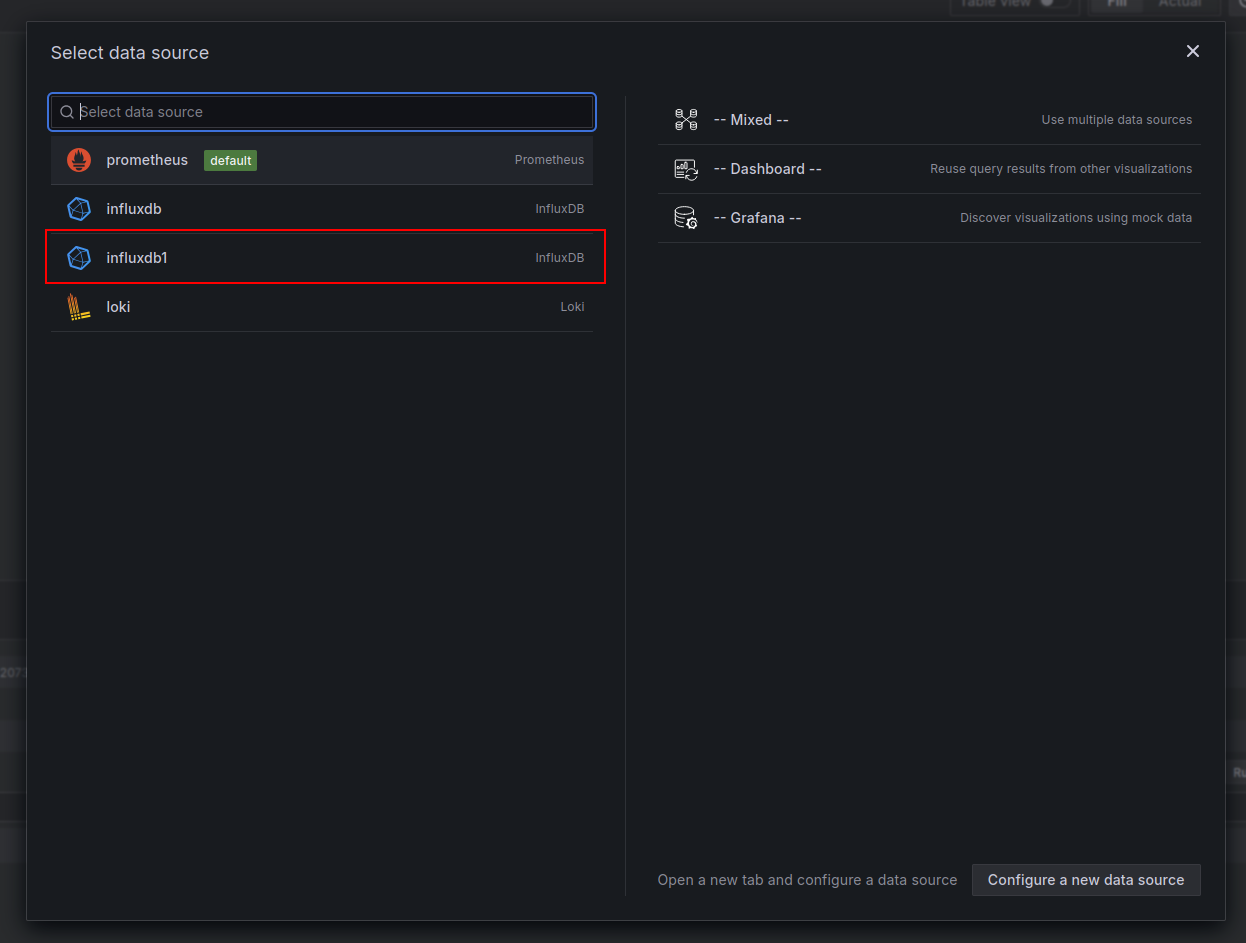 Table view Fill Actual
Select data source
Select data source
prometheus default Prometheus
influxdb InfluxDB
influxdb1 InfluxDB
loki Loki
-- Mixed -- Use multiple data sources
-- Dashboard -- Reuse query results from other visualizations
-- Grafana -- Discover visualizations using mock data
2073
Ru
Open a new tab and configure a data source Configure a new data source